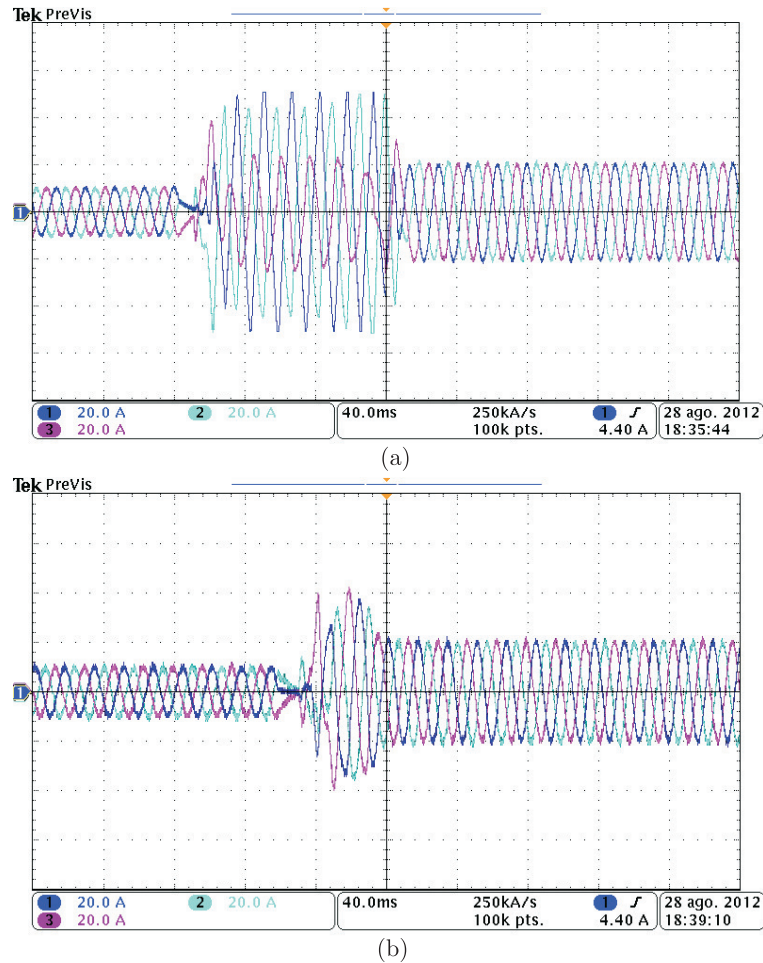 Tek PreVis
1
1 20.0 A 2 20.0 A 40.0ms 250kA/s 1 28 ago. 2012
3 20.0 A 100k pts. 4.40 A 18:35:44
(a)
Tek PreVis
1
1 20.0 A 2 20.0 A 40.0ms 250kA/s 1 28 ago. 2012
3 20.0 A 100k pts. 4.40 A 18:39:10
(b)